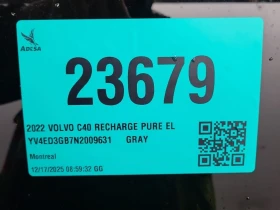 ADESA
23679
2022 VOLVO C40 RECHARGE PURE EL
YV4ED3GB7N2009631 GRAY
Montreal
12/17/2025 08:59:32 GG